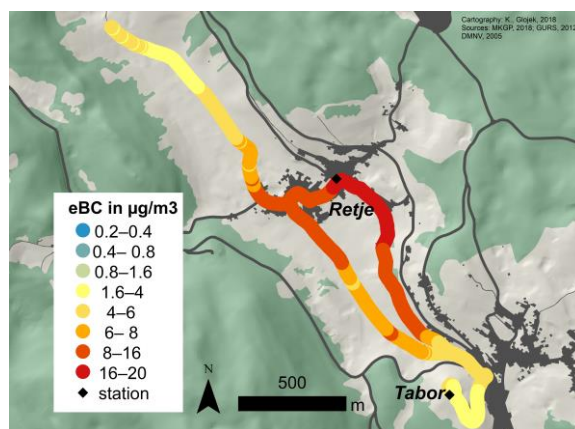 Cartography: K., Glojek, 2018
Sources: MKGP, 2018; GURS, 2012
DMNV, 2005
Retje
eBC in µg/m3
0.2–0.4
0.4– 0.8
0.8–1.6
1.6–4
4–6
6– 8
8–16
16–20
station
N
500
m
Tabor